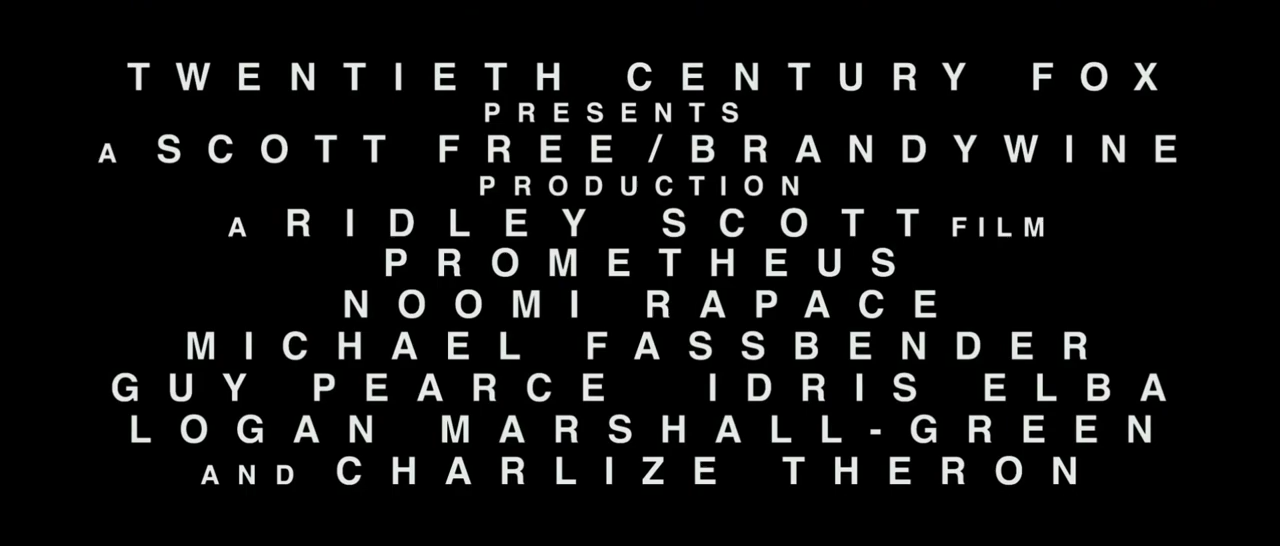 TWENTIETH CENTURY FOX
PRESENTS
A SCOTT FREE/BRANDYWINE
PRODUCTION
A RIDLEY SCOTT FILM
PROMETHEUS
NOOMI RAPACE
MICHAEL FASSBENDER
GUY PEARCE IDRIS ELBA
LOGAN MARSHALL-GREEN
AND CHARLIZE THERON